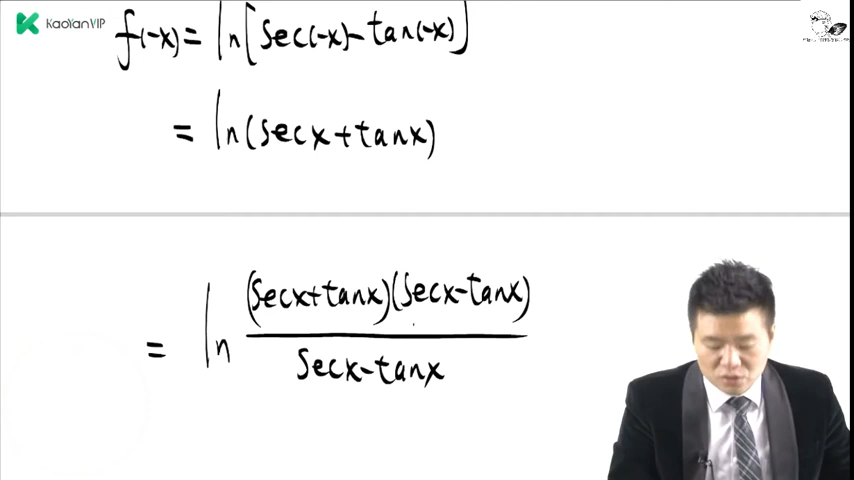 KaoYanVIP
f(-x) = ln[sec(-x) - tan(-x)]
= ln(secx + tanx)
= ln (secx+tanx)(secx-tanx)
secx-tanx